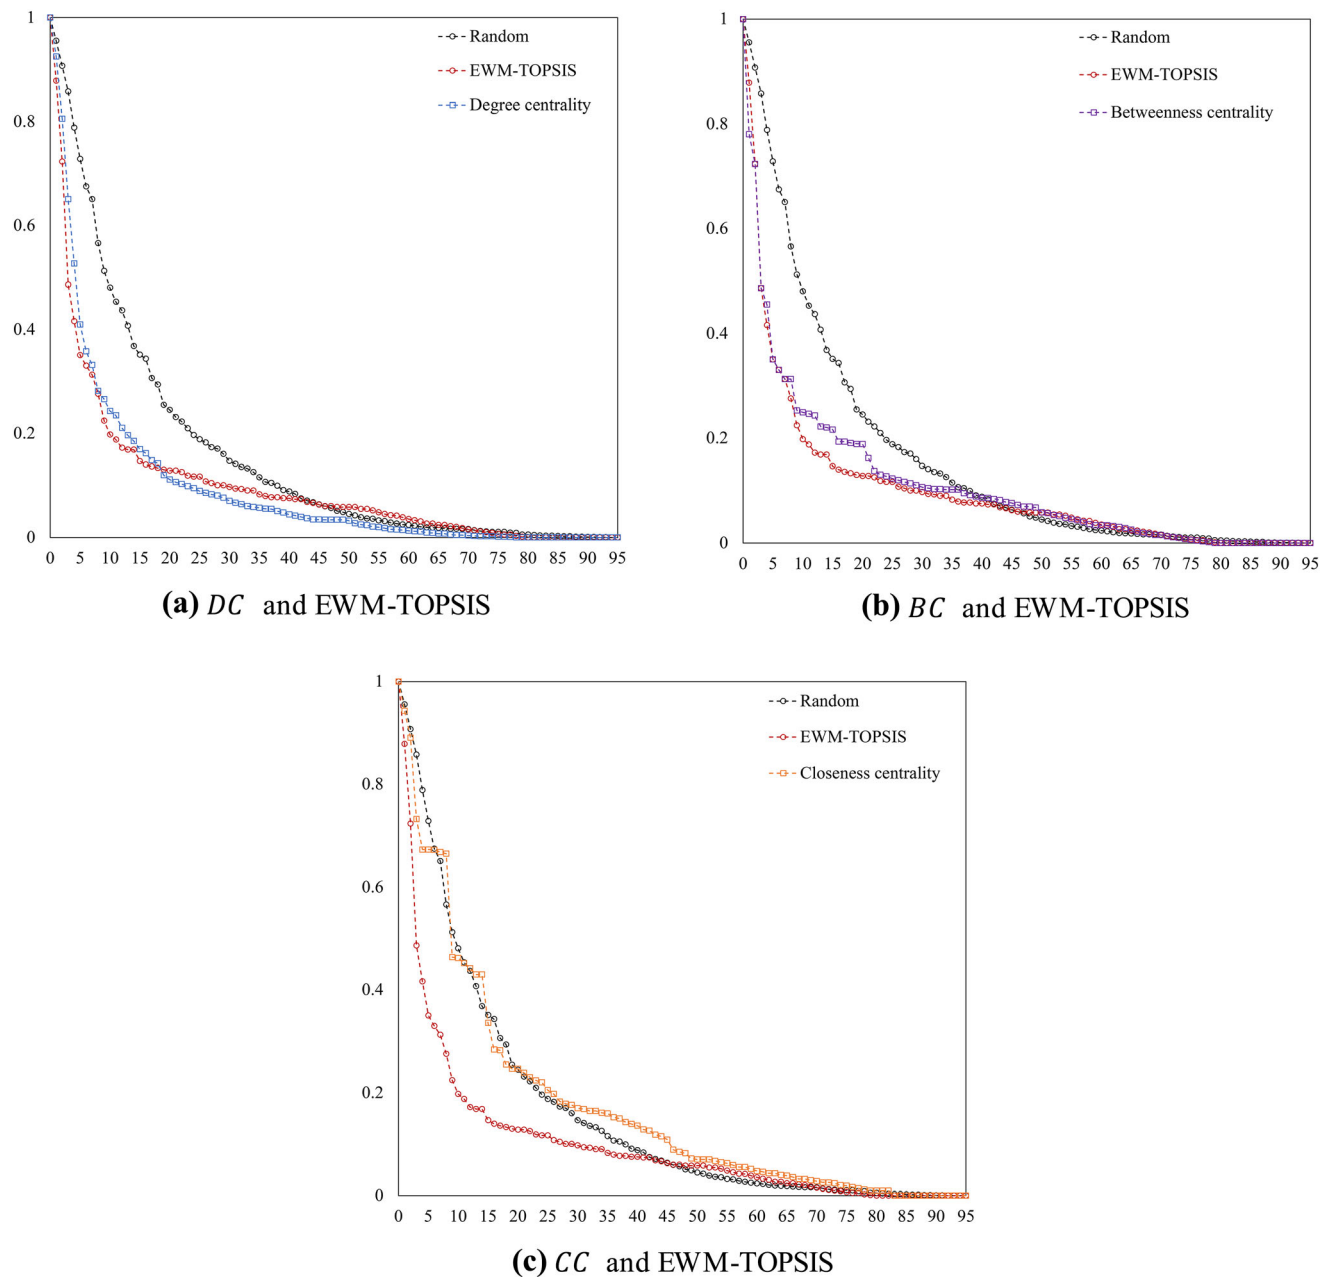 1
0.8
0.6
0.4
0.2
0
0 5 10 15 20 25 30 35 40 45 50 55 60 65 70 75 80 85 90 95
Random
EWM-TOPSIS
Degree centrality
(a) DC and EWM-TOPSIS
1
0.8
0.6
0.4
0.2
0
0 5 10 15 20 25 30 35 40 45 50 55 60 65 70 75 80 85 90 95
Random
EWM-TOPSIS
Betweenness centrality
(b) BC and EWM-TOPSIS
1
0.8
0.6
0.4
0.2
0
0 5 10 15 20 25 30 35 40 45 50 55 60 65 70 75 80 85 90 95
Random
EWM-TOPSIS
Closeness centrality
(c) CC and EWM-TOPSIS